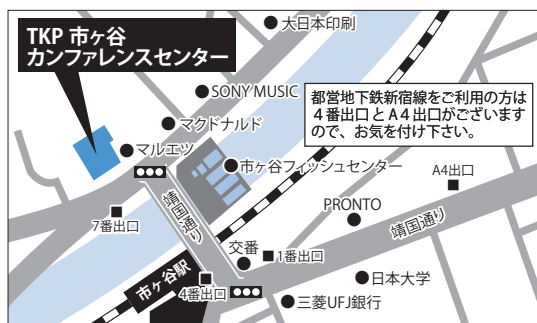 TKP 市ヶ谷
カンファレンスセンター
大日本印刷
SONY MUSIC
マクドナルド
マルエツ
都営地下鉄新宿線をご利用の方は
4番出口とA4出口がございます
ので、お気を付け下さい。
市ヶ谷フィッシュセンター
A4出口
PRONTO
靖国通り
7番出口
靖国通り
交番
1番出口
市ヶ谷駅
4番出口
日本大学
三菱UFJ銀行